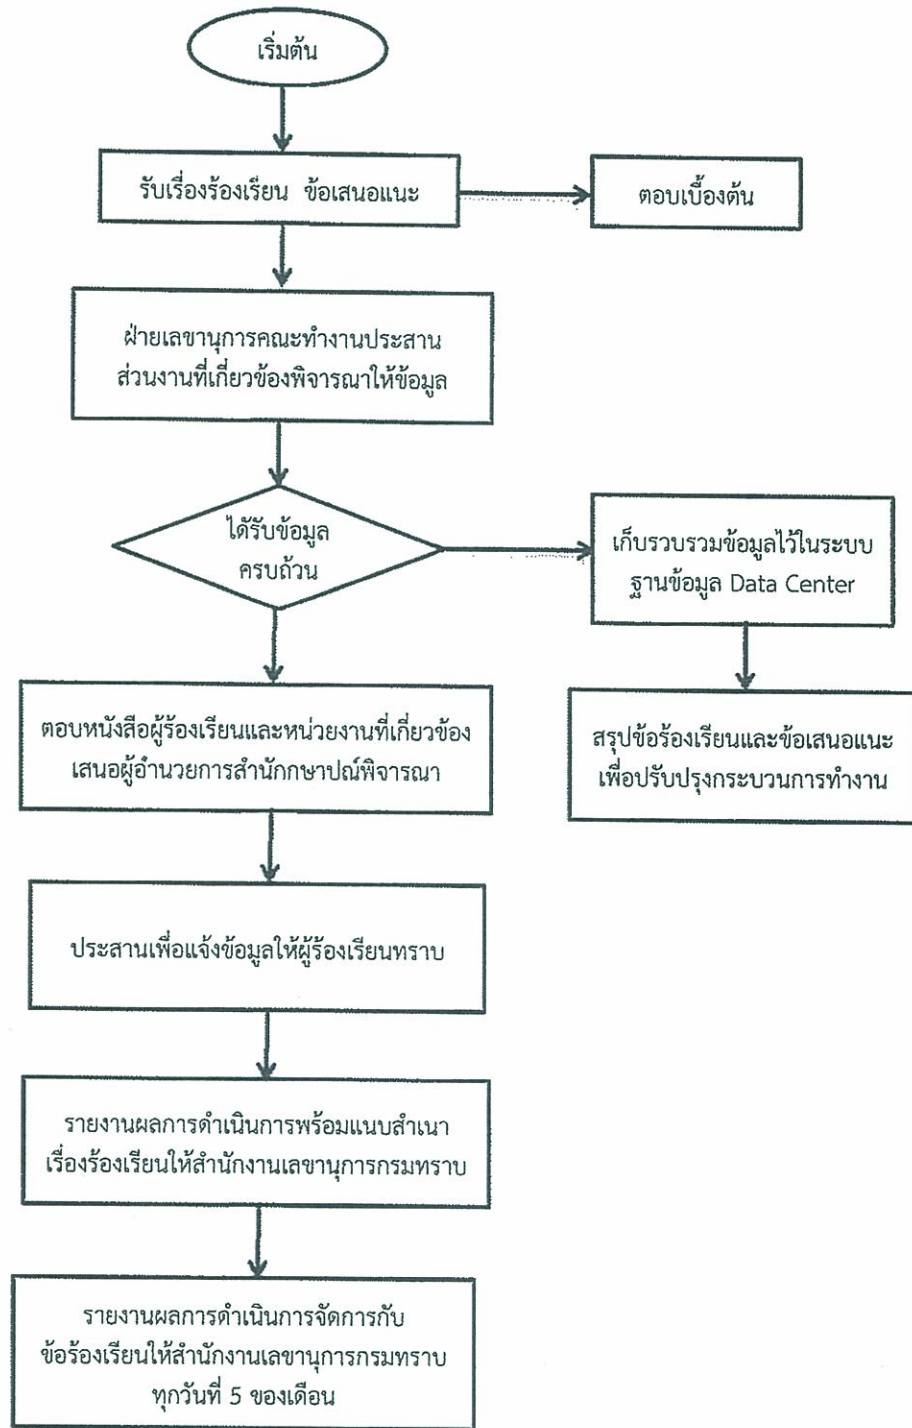 เริ่มต้น
รับเรื่องร้องเรียน ข้อเสนอแนะ
ตอบเบื้องต้น
ฝ่ายเลขานุการคณะทำงานประสาน
ส่วนงานที่เกี่ยวข้องพิจารณาให้ข้อมูล
ได้รับข้อมูล
ครบถ้วน
เก็บรวบรวมข้อมูลไว้ในระบบ
ฐานข้อมูล Data Center
ตอบหนังสือผู้ร้องเรียนและหน่วยงานที่เกี่ยวข้อง
เสนอผู้อำนวยการสำนักกษาปณ์พิจารณา
สรุปข้อร้องเรียนและข้อเสนอแนะ
เพื่อปรับปรุงกระบวนการทำงาน
ประสานเพื่อแจ้งข้อมูลให้ผู้ร้องเรียนทราบ
รายงานผลการดำเนินการพร้อมแนบสำเนา
เรื่องร้องเรียนให้สำนักงานเลขานุการกรมทราบ
รายงานผลการดำเนินการจัดการกับ
ข้อร้องเรียนให้สำนักงานเลขานุการกรมทราบ
ทุกวันที่ 5 ของเดือน